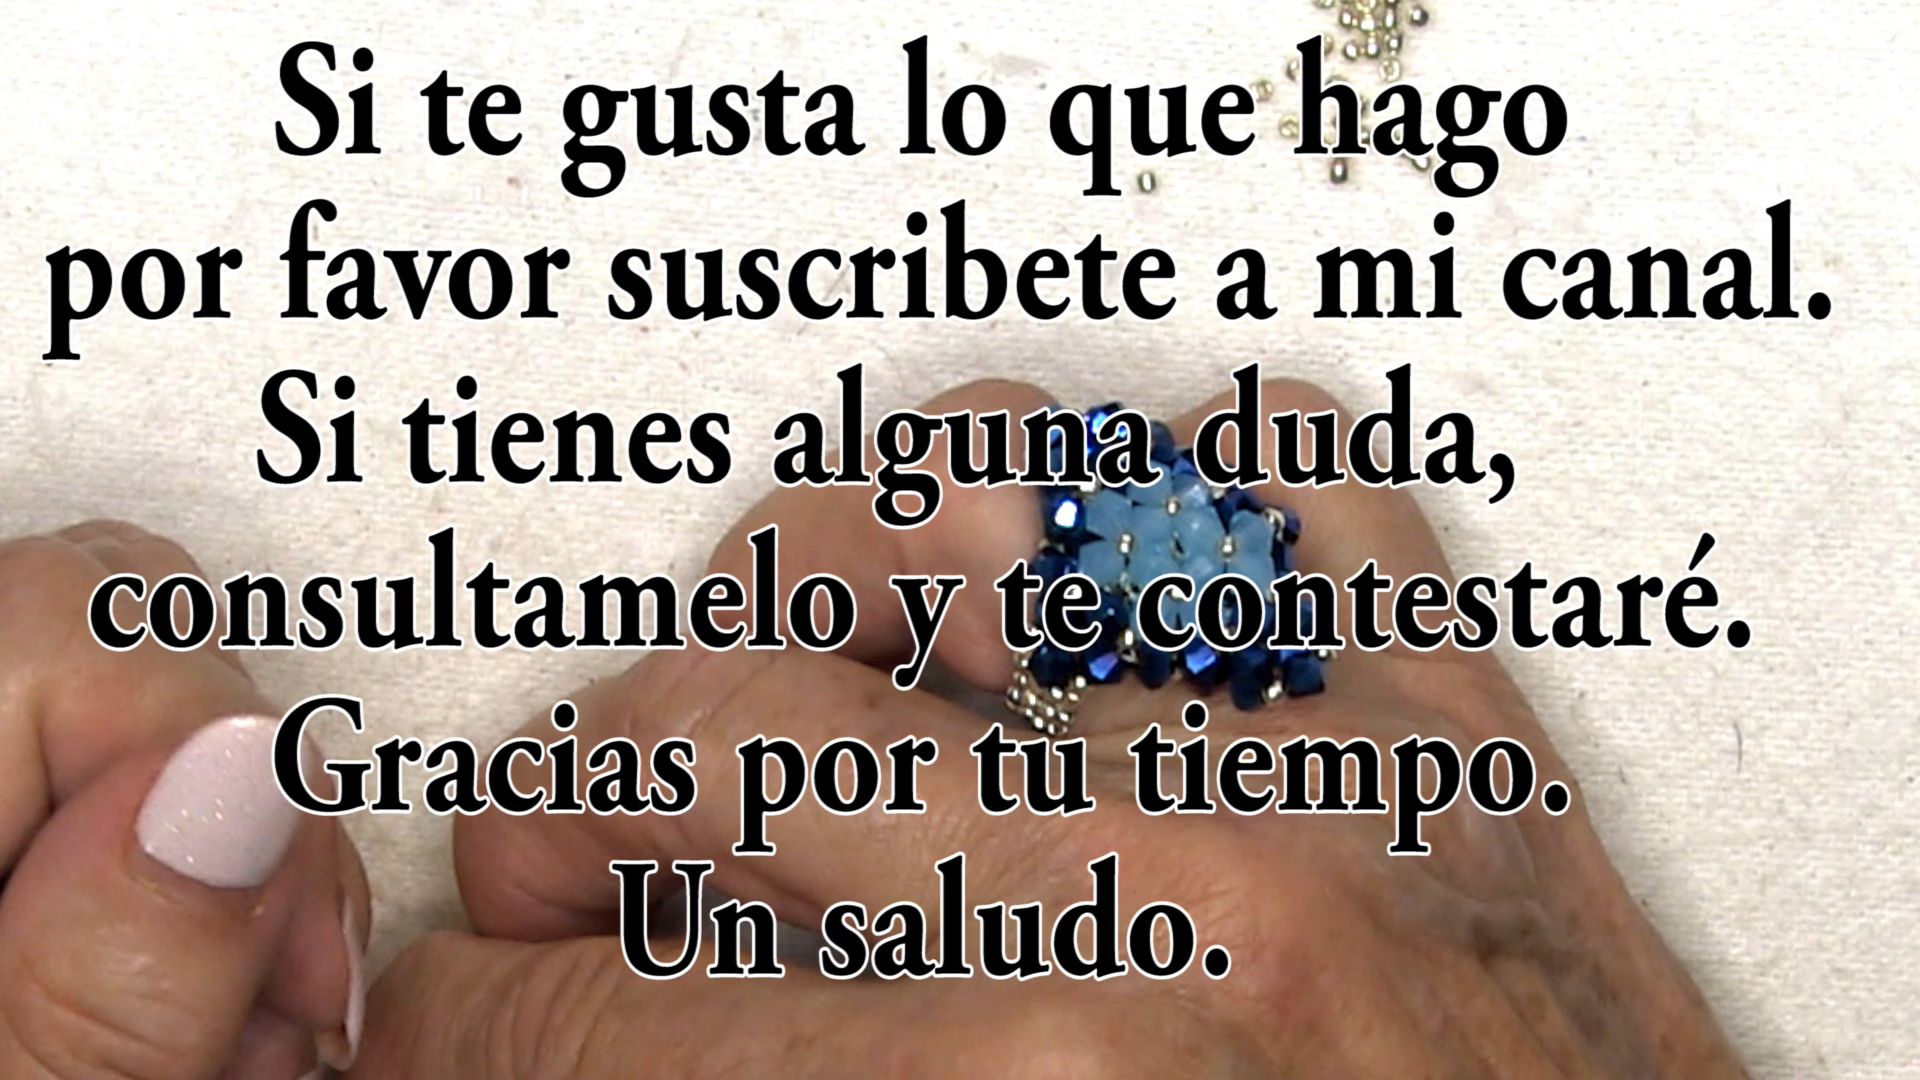 Si te gusta lo que hago
por favor suscribete a mi canal.
Si tienes alguna duda,
consultamelo y te contestaré.
Gracias por tu tiempo.
Un saludo.